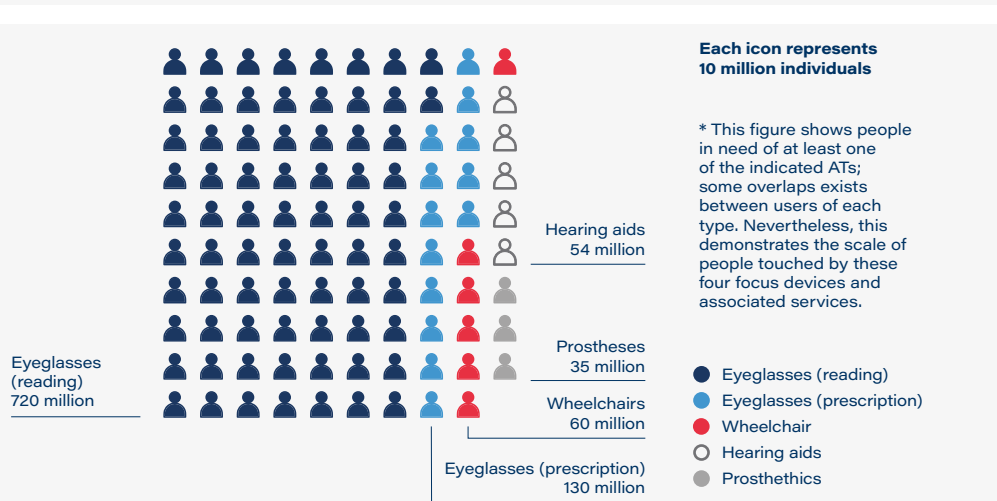 Each icon represents
10 million individuals
* This figure shows people
in need of at least one
of the indicated ATs;
some overlaps exists
between users of each
type. Nevertheless, this
demonstrates the scale of
people touched by these
four focus devices and
associated services.
Hearing aids
54 million
Prostheses
35 million
Eyeglasses
(reading)
720 million
Wheelchairs
60 million
Eyeglasses (prescription)
130 million
Eyeglasses (reading)
Eyeglasses (prescription)
Wheelchair
Hearing aids
Prosthethics